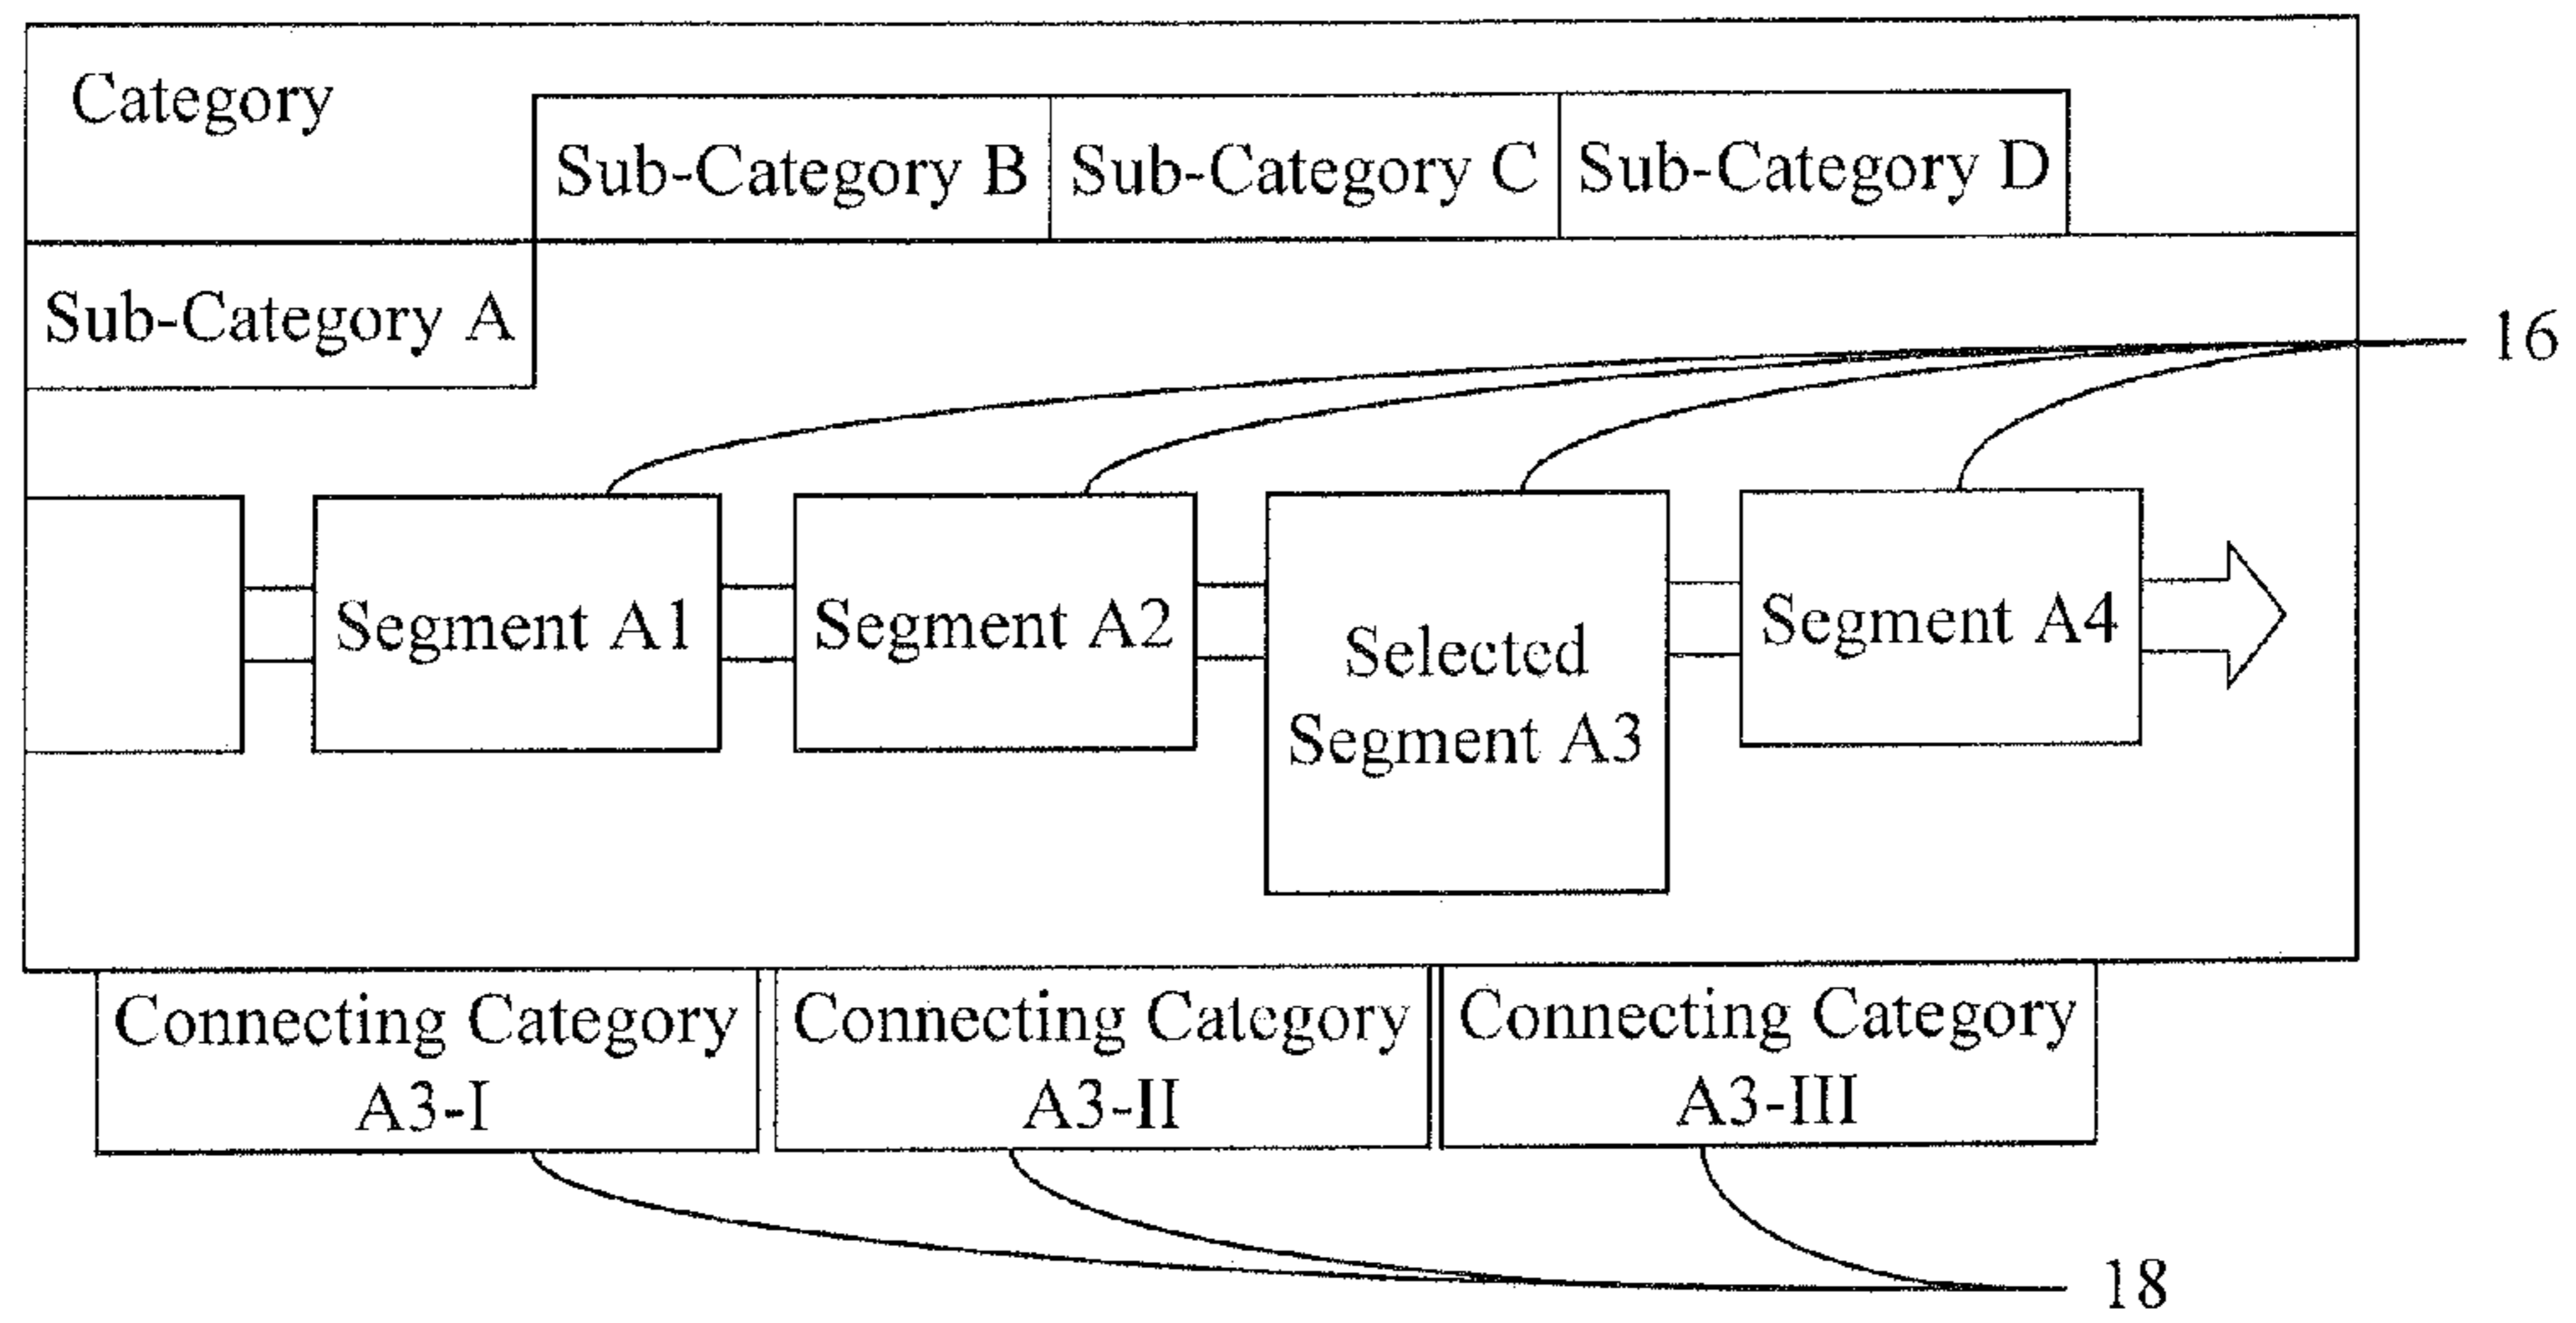 Category
Sub-Category B
Sub-Category C
Sub-Category D
Sub-Category A
16
Segment A1
Segment A2
Selected
Segment A3
Segment A4
Connecting Category
A3-I
Connecting Category
A3-II
Connecting Category
A3-III
18